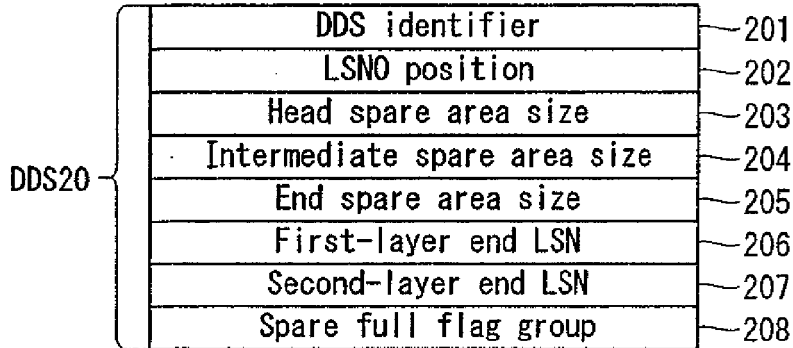 DDS identifier 201
LSN0 position 202
Head spare area size 203
Intermediate spare area size 204
DDS20
End spare area size 205
First-layer end LSN 206
Second-layer end LSN 207
Spare full flag group 208